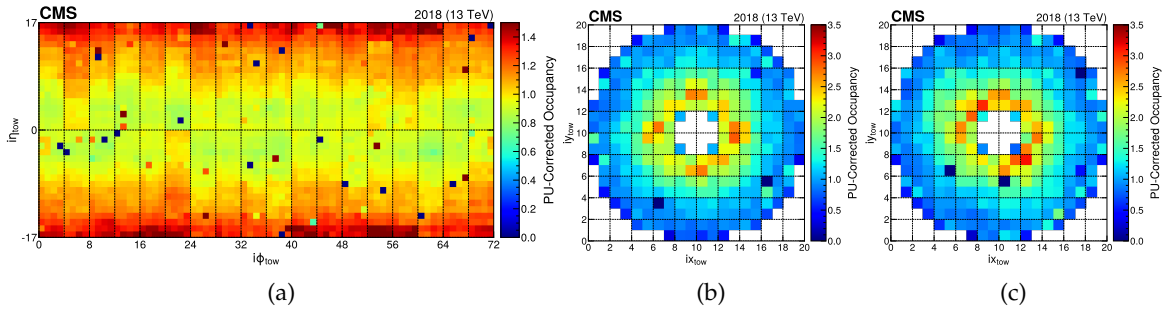 CMS 2018 (13 TeV)
17
0
-17
iηtow
0 8 16 24 32 40 48 56 64 72
iϕtow
1.4
1.2
1.0
0.8
0.6
0.4
0.2
0.0
PU-Corrected Occupancy
(a)
CMS 2018 (13 TeV)
20
18
16
14
12
10
8
6
4
2
0
iytow
0 2 4 6 8 10 12 14 16 18 20
ixtow
3.5
3.0
2.5
2.0
1.5
1.0
0.5
0.0
PU-Corrected Occupancy
(b)
CMS 2018 (13 TeV)
20
18
16
14
12
10
8
6
4
2
0
iytow
0 2 4 6 8 10 12 14 16 18 20
ixtow
3.5
3.0
2.5
2.0
1.5
1.0
0.5
0.0
PU-Corrected Occupancy
(c)